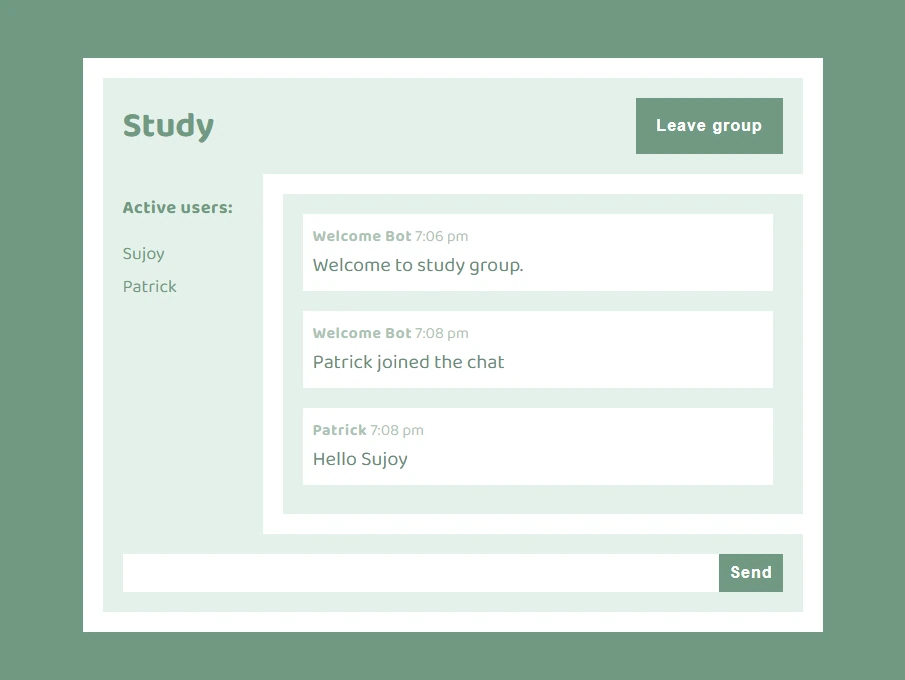 Study
Leave group
Active users:
Sujoy
Patrick
Welcome Bot 7:06 pm
Welcome to study group.
Welcome Bot 7:08 pm
Patrick joined the chat
Patrick 7:08 pm
Hello Sujoy
Send